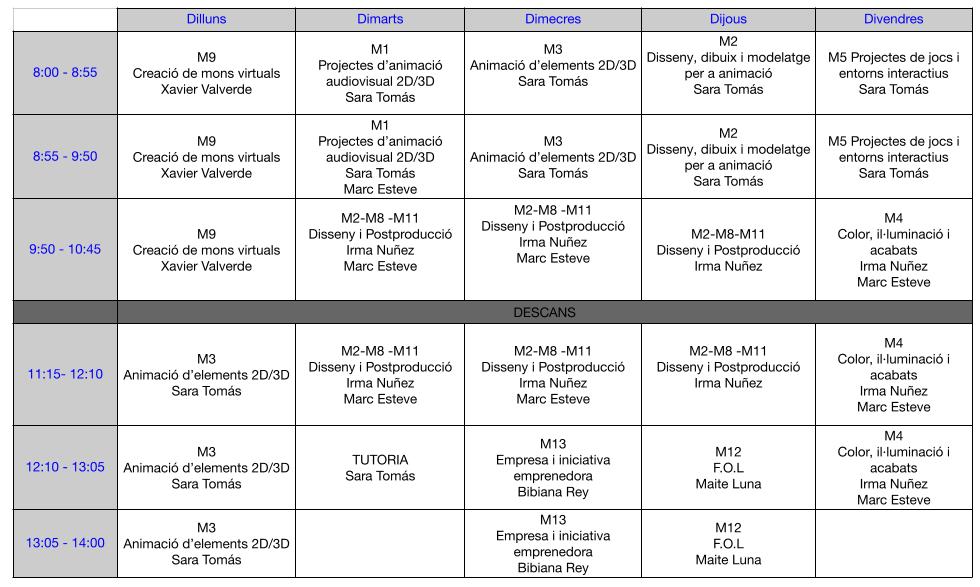 Dilluns Dimarts Dimecres Dijous Divendres
8:00 - 8:55
M9
Creació de mons virtuals
Xavier Valverde
M1
Projectes d'animació
audiovisual 2D/3D
Sara Tomás
M3
Animació d'elements 2D/3D
Sara Tomás
M2
Disseny, dibuix i modelatge
per a animació
Sara Tomás
M5 Projectes de jocs i
entorns interactius
Sara Tomás
8:55 - 9:50
M9
Creació de mons virtuals
Xavier Valverde
M1
Projectes d'animació
audiovisual 2D/3D
Sara Tomás
Marc Esteve
M3
Animació d'elements 2D/3D
Sara Tomás
M2
Disseny, dibuix i modelatge
per a animació
Sara Tomás
M5 Projectes de jocs i
entorns interactius
Sara Tomás
9:50 - 10:45
M9
Creació de mons virtuals
Xavier Valverde
M2-M8 -M11
Disseny i Postproducció
Irma Nuñez
Marc Esteve
M2-M8 -M11
Disseny i Postproducció
Irma Nuñez
Marc Esteve
M2-M8-M11
Disseny i Postproducció
Irma Nuñez
M4
Color, il·luminació i
acabats
Irma Nuñez
Marc Esteve
DESCANS
11:15- 12:10
M3
Animació d'elements 2D/3D
Sara Tomás
M2-M8 -M11
Disseny i Postproducció
Irma Nuñez
Marc Esteve
M2-M8 -M11
Disseny i Postproducció
Irma Nuñez
Marc Esteve
M2-M8 -M11
Disseny i Postproducció
Irma Nuñez
M4
Color, il·luminació i
acabats
Irma Nuñez
Marc Esteve
12:10 - 13:05
M3
Animació d'elements 2D/3D
Sara Tomás
TUTORIA
Sara Tomás
M13
Empresa i iniciativa
emprenedora
Bibiana Rey
M12
F.O.L
Maite Luna
M4
Color, il·luminació i
acabats
Irma Nuñez
Marc Esteve
13:05 - 14:00
M3
Animació d'elements 2D/3D
Sara Tomás
M13
Empresa i iniciativa
emprenedora
Bibiana Rey
M12
F.O.L
Maite Luna